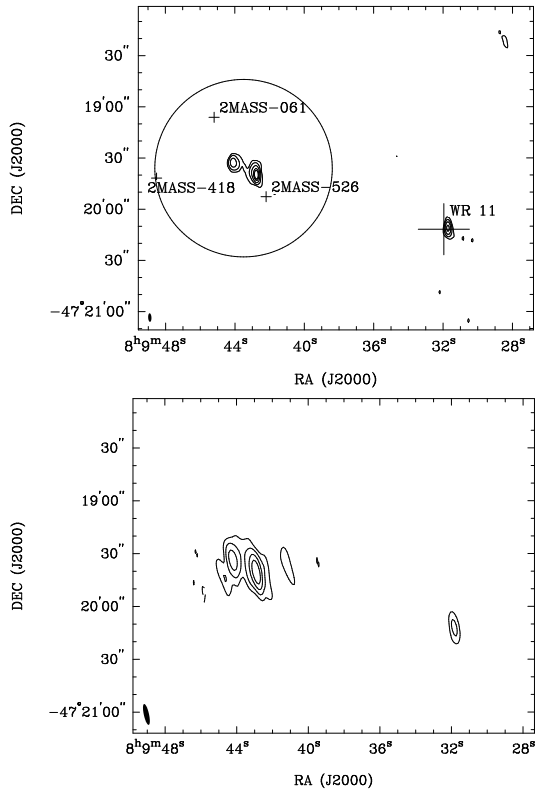 30"
19'00"
2MASS-061
30"
2MASS-418 2MASS-526
20'00"
WR 11
30"
-47°21'00"
DEC (J2000)
8ʰ9ᵐ48ˢ 44ˢ 40ˢ 36ˢ 32ˢ 28ˢ
RA (J2000)
30"
19'00"
30"
20'00"
30"
-47°21'00"
DEC (J2000)
8ʰ9ᵐ48ˢ 44ˢ 40ˢ 36ˢ 32ˢ 28ˢ
RA (J2000)